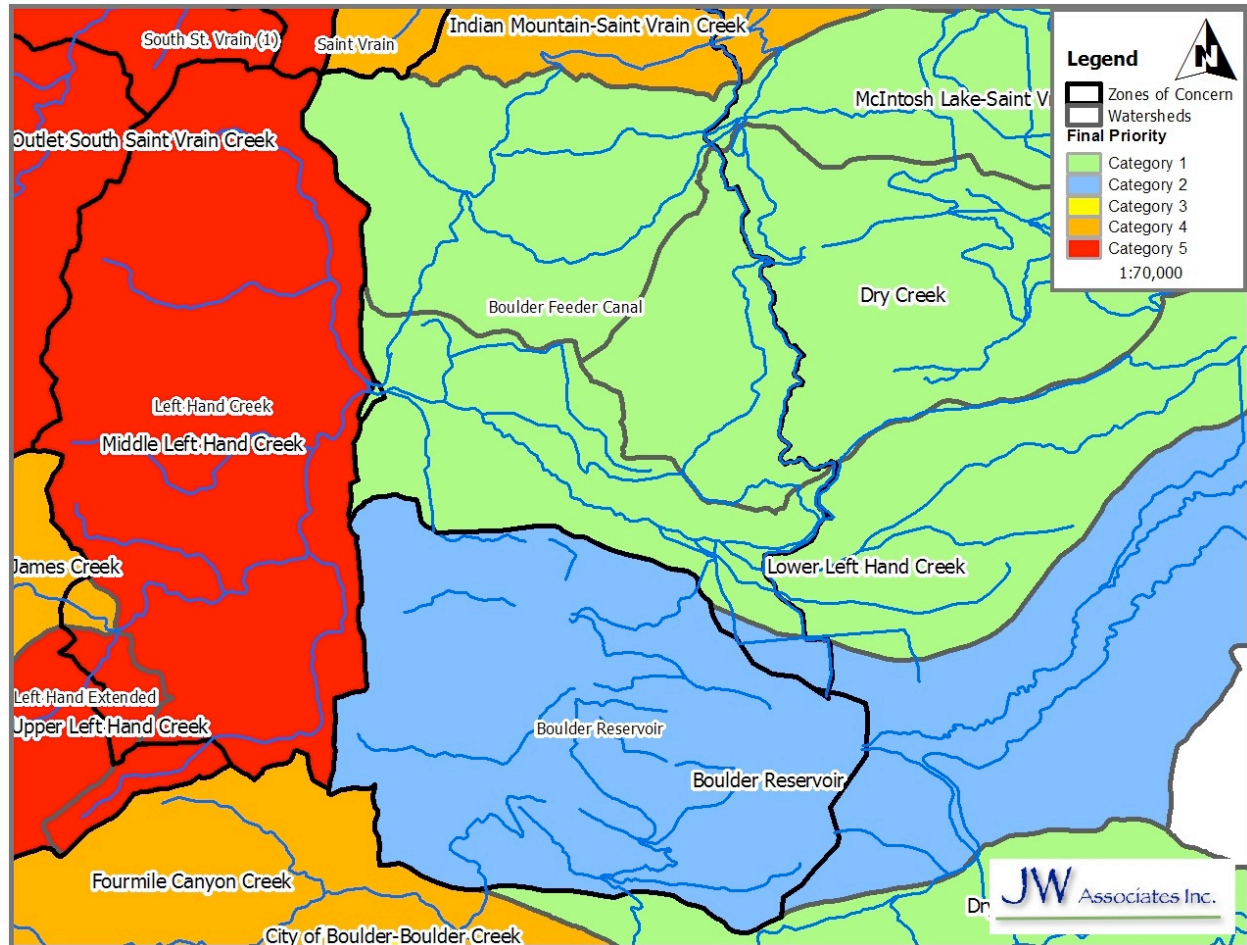 Indian Mountain-Saint Vrain Creek
South St. Vrain (1)
Saint Vrain
Legend
N
Zones of Concern
Watersheds
Final Priority
Category 1
Category 2
Category 3
Category 4
Category 5
1:70,000
McIntosh Lake-Saint V
Outlet South Saint Vrain Creek
Dry Creek
Boulder Feeder Canal
Left Hand Creek
Middle Left Hand Creek
James Creek
Lower Left Hand Creek
Left Hand Extended
Upper Left Hand Creek
Boulder Reservoir
Boulder Reservoir
Fourmile Canyon Creek
Dry
JW Associates Inc.
City of Boulder-Boulder Creek